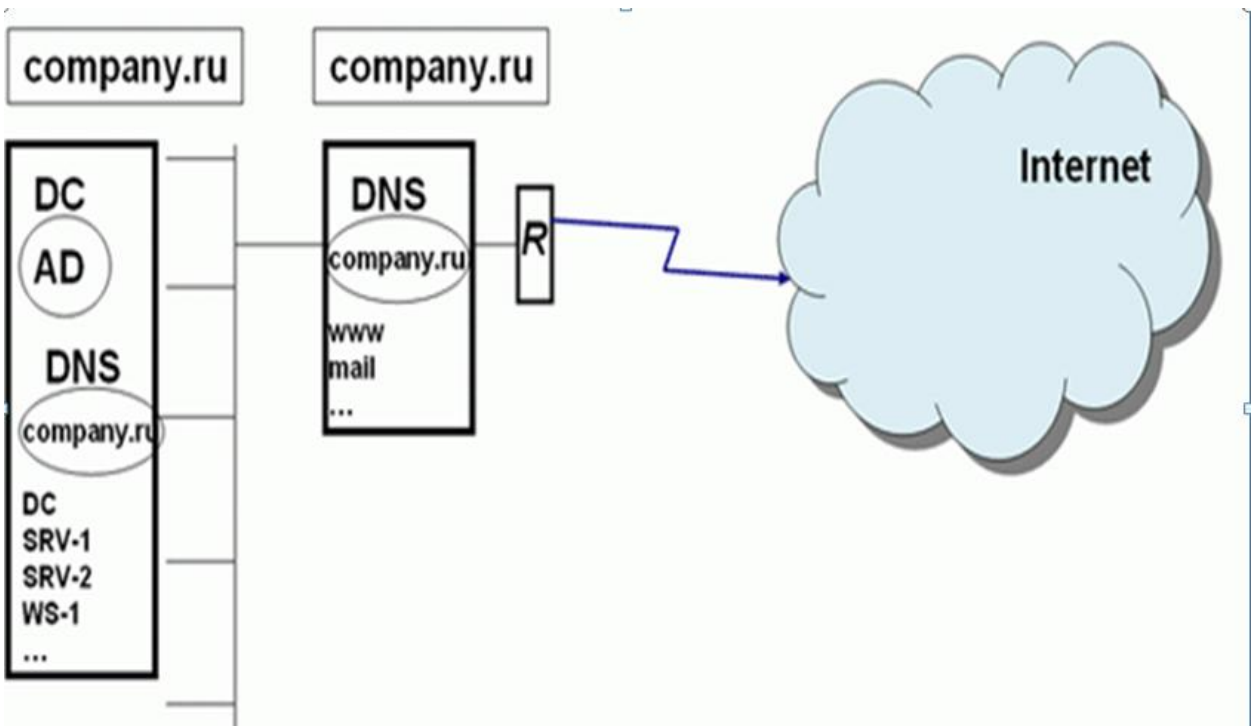 company.ru
company.ru
DC
AD
DNS
company.ru
DC
SRV-1
SRV-2
WS-1
...
DNS
company.ru
www
mail
...
R
Internet